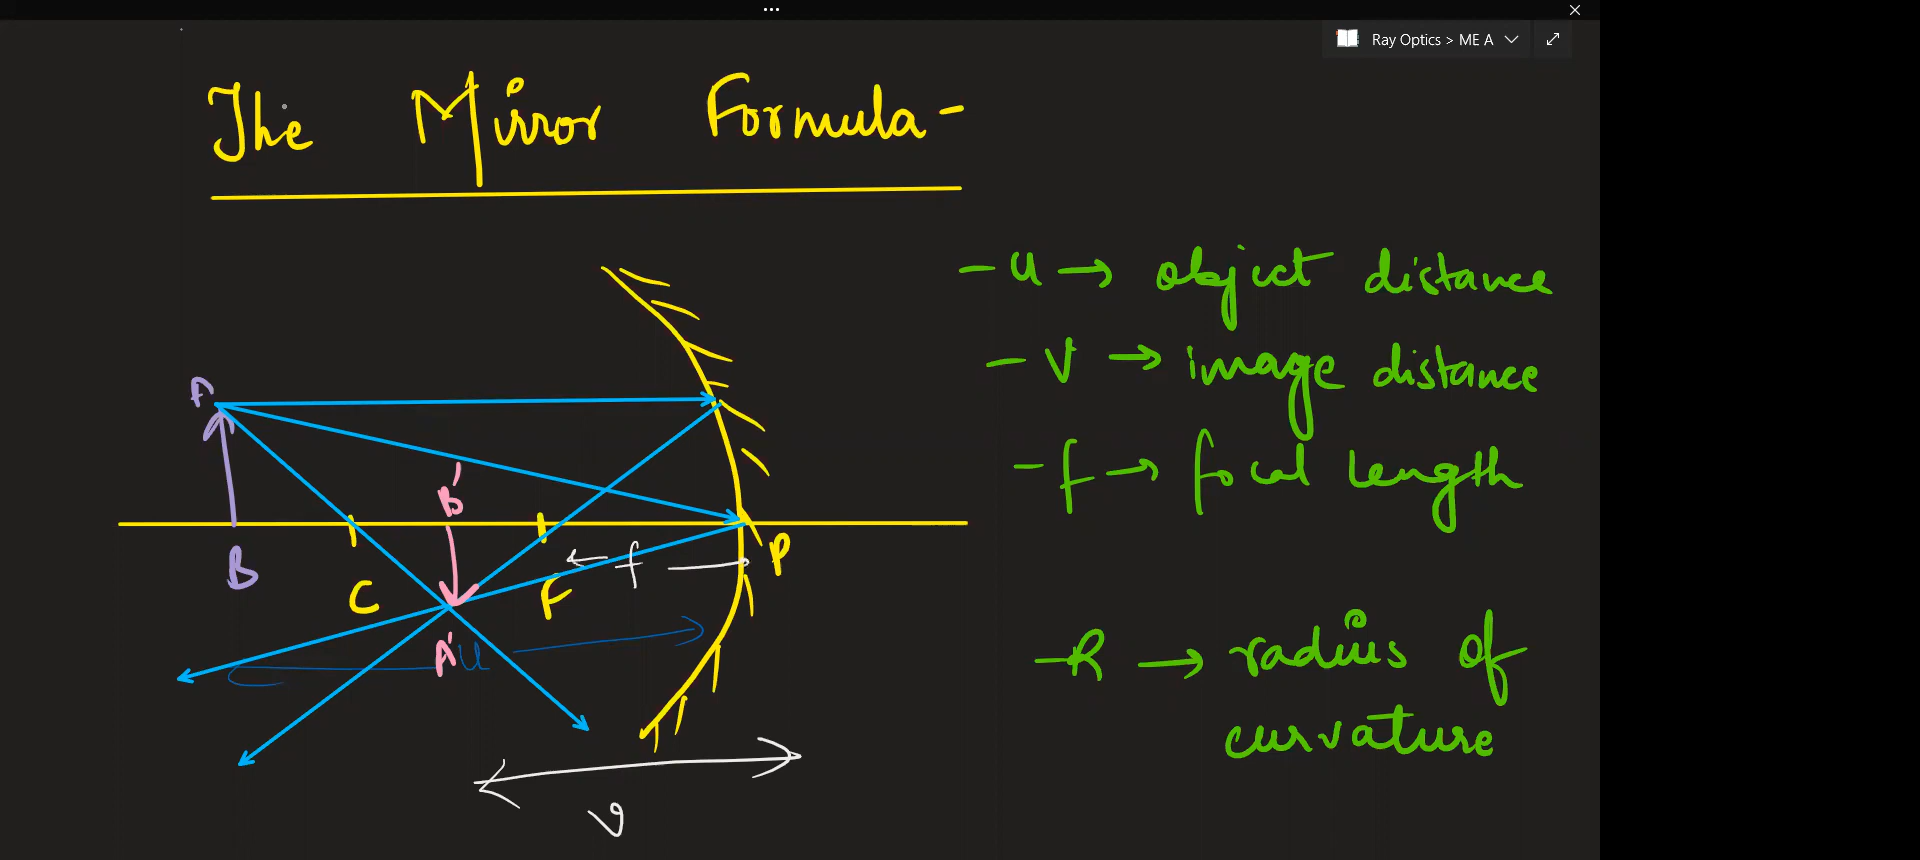 Ray Optics > ME A
The Mirror Formula-
-u → object distance
-v → image distance
-f → focal length
A
B'
B
C
F
f
P
A'
u
-R → radius of
curvature
v